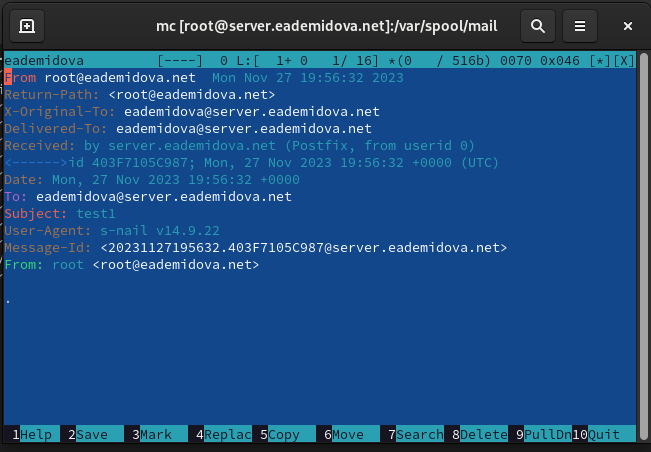 mc [root@server.eademidova.net]:/var/spool/mail
eademidova [----] 0 L:[ 1+ 0 1/ 16] *(0 / 516b) 0070 0x046 [*][X]
From root@eademidova.net Mon Nov 27 19:56:32 2023
Return-Path: <root@eademidova.net>
X-Original-To: eademidova@server.eademidova.net
Delivered-To: eademidova@server.eademidova.net
Received: by server.eademidova.net (Postfix, from userid 0)
<------>id 403F7105C987; Mon, 27 Nov 2023 19:56:32 +0000 (UTC)
Date: Mon, 27 Nov 2023 19:56:32 +0000
To: eademidova@server.eademidova.net
Subject: test1
User-Agent: s-nail v14.9.22
Message-Id: <20231127195632.403F7105C987@server.eademidova.net>
From: root <root@eademidova.net>
.
1Help 2Save 3Mark 4Replac 5Copy 6Move 7Search 8Delete 9PullDn 10Quit